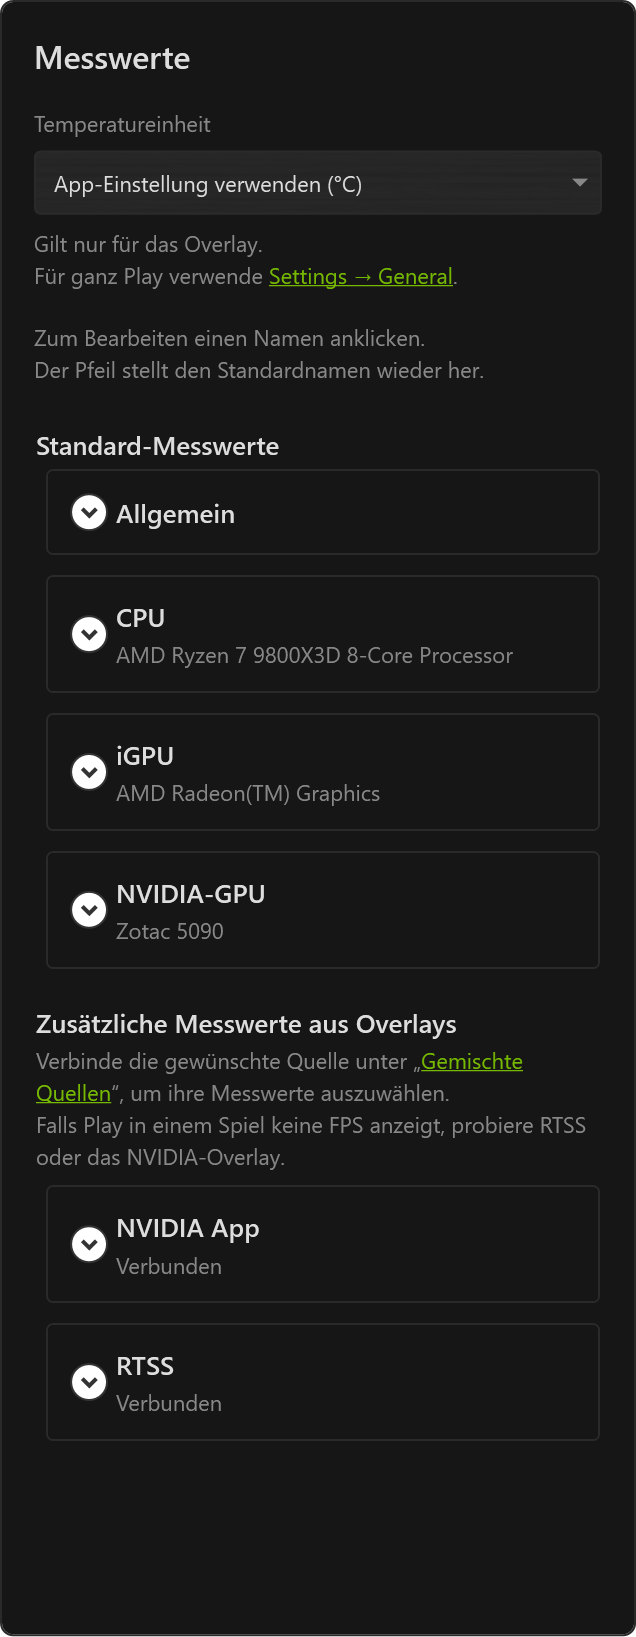 Messwerte
Temperatureinheit
App-Einstellung verwenden (°C)
Gilt nur für das Overlay.
Für ganz Play verwende Settings → General.
Zum Bearbeiten einen Namen anklicken.
Der Pfeil stellt den Standardnamen wieder her.
Standard-Messwerte
Allgemein
CPU
AMD Ryzen 7 9800X3D 8-Core Processor
iGPU
AMD Radeon(TM) Graphics
NVIDIA-GPU
Zotac 5090
Zusätzliche Messwerte aus Overlays
Verbinde die gewünschte Quelle unter „Gemischte
Quellen“, um ihre Messwerte auszuwählen.
Falls Play in einem Spiel keine FPS anzeigt, probiere RTSS
oder das NVIDIA-Overlay.
NVIDIA App
Verbunden
RTSS
Verbunden